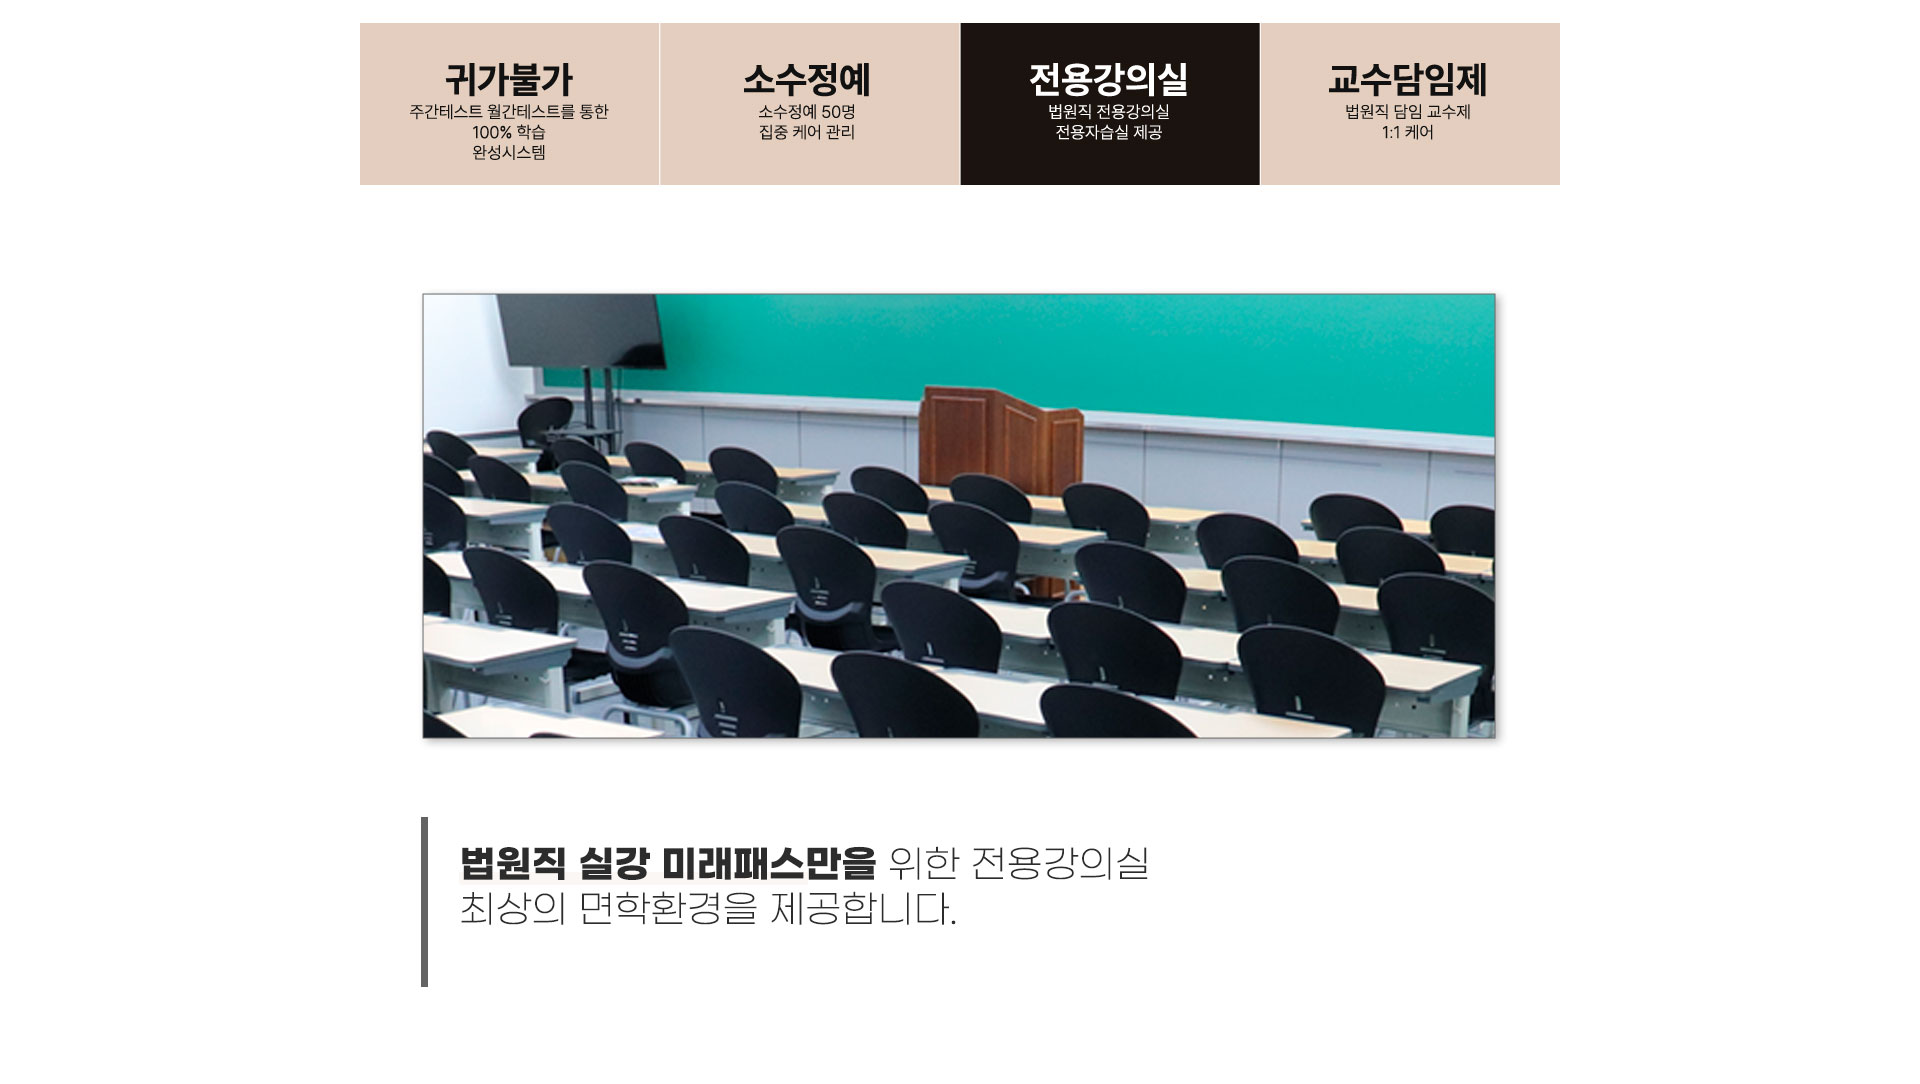 귀가불가
주간테스트 월간테스트를 통한
100% 학습
완성시스템
소수정예
소수정예 50명
집중 케어 관리
전용강의실
법원직 전용강의실
전용자습실 제공
교수담임제
법원직 담임 교수제
1:1 케어
법원직 실강 미래패스만을 위한 전용강의실
최상의 면학환경을 제공합니다.